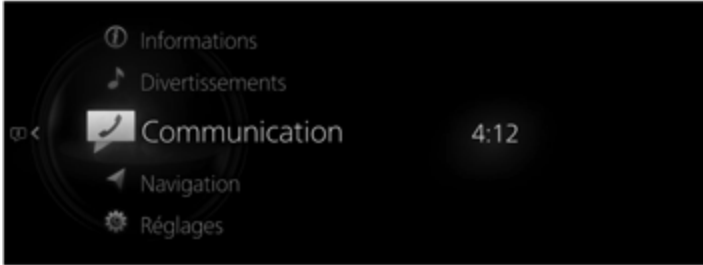 Informations
Divertissements
Communication
4:12
Navigation
Réglages